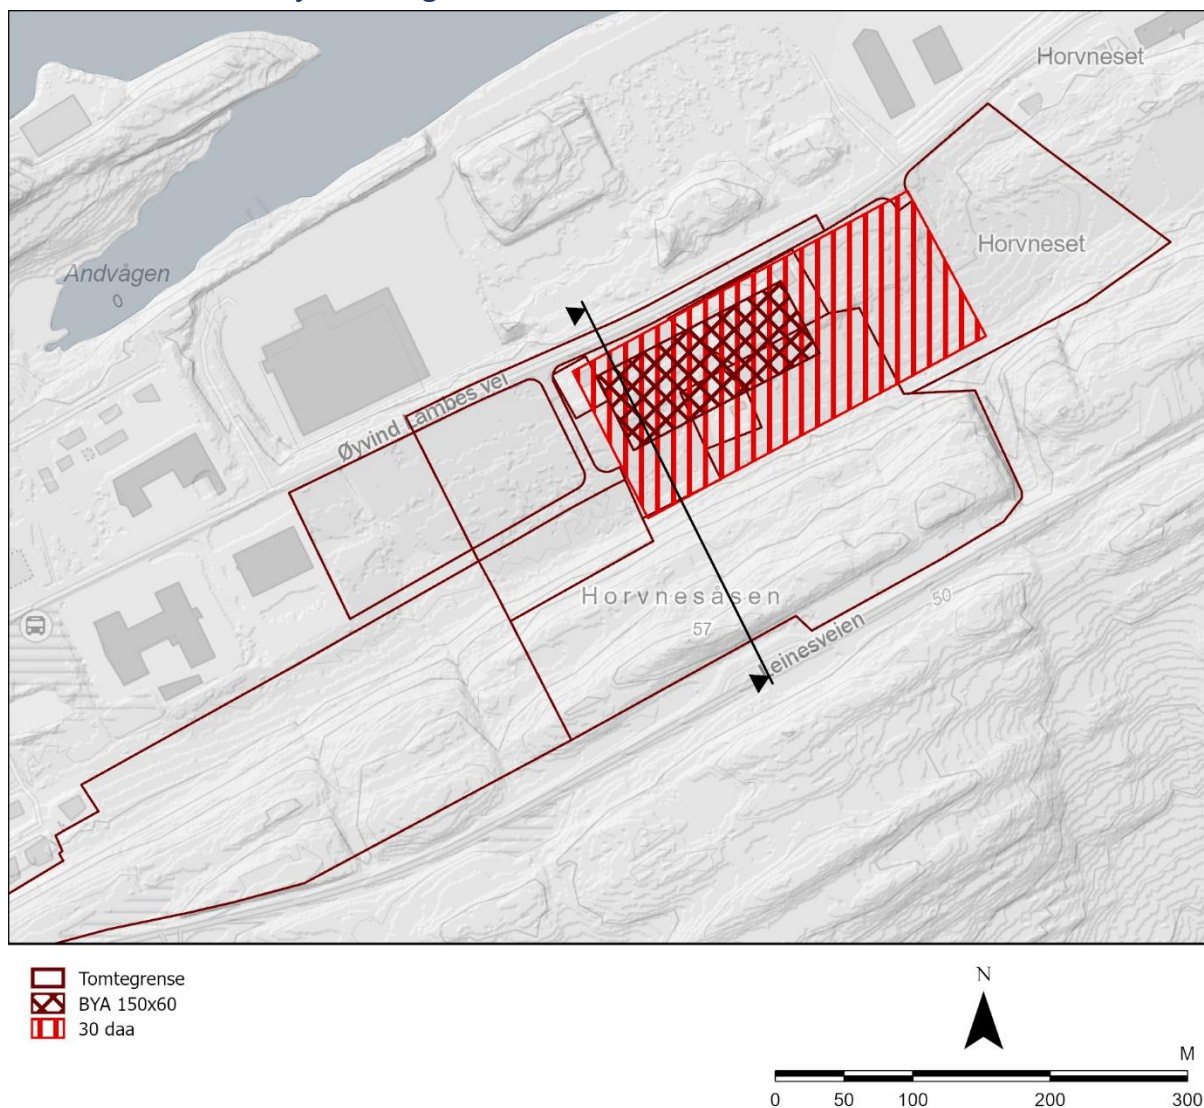 Horvneset
Horvneset
Andvågen
0
Øyvind Lambes vei
Horvnesåsen
57
50
Leinesveien
Tomtegrense
BYA 150x60
30 daa
N
M
0 50 100 200 300